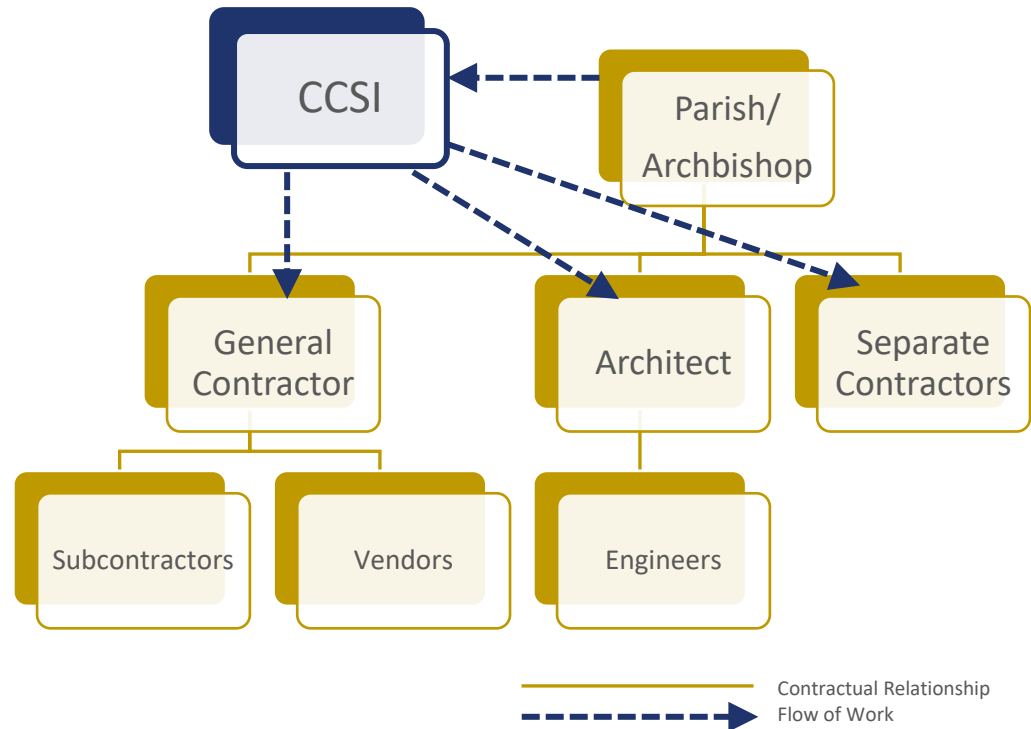 CCSI
Parish/
Archbishop
General
Contractor
Architect
Separate
Contractors
Subcontractors
Vendors
Engineers
Contractual Relationship
Flow of Work